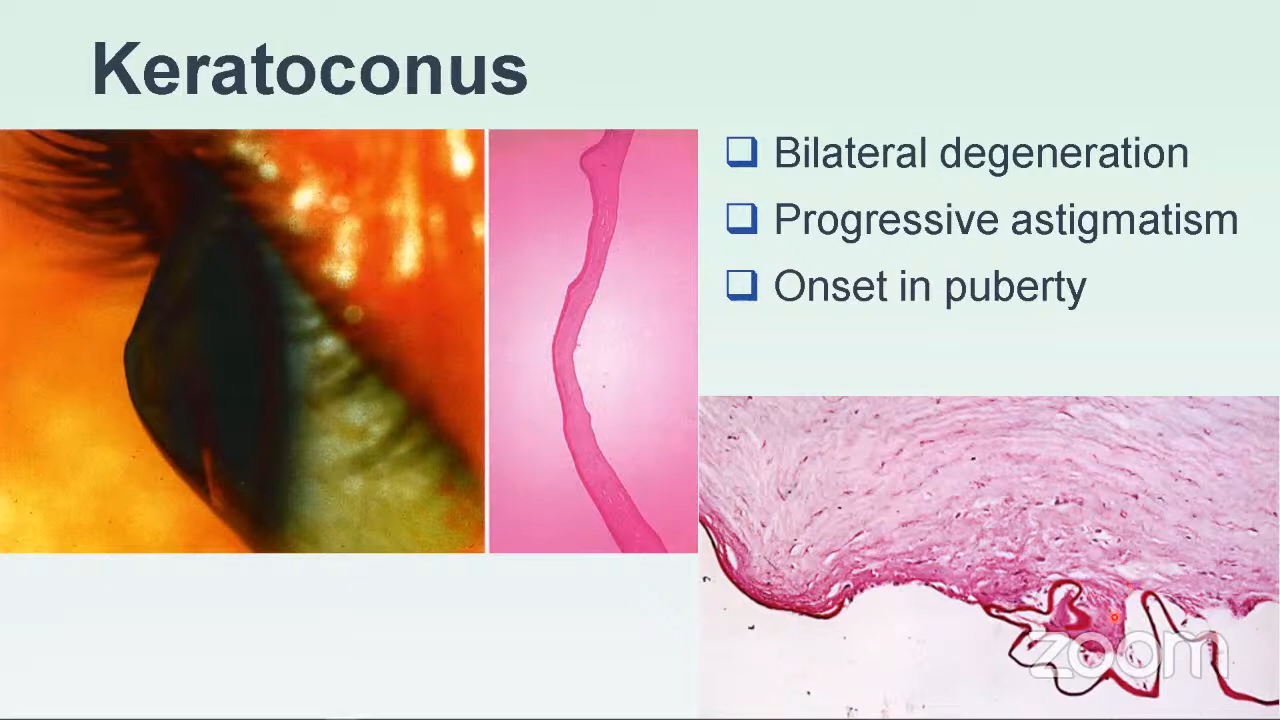 Keratoconus
Bilateral degeneration
Progressive astigmatism
Onset in puberty
zoom